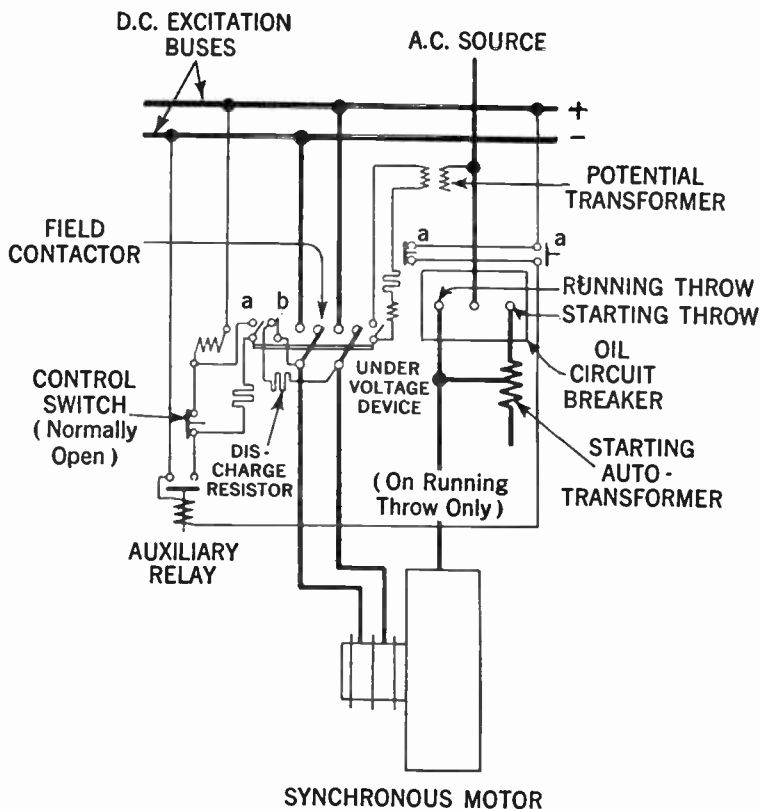 D.C. EXCITATION
BUSES
A.C. SOURCE
+
-
POTENTIAL
TRANSFORMER
FIELD
CONTACTOR
a
a
RUNNING THROW
STARTING THROW
a
b
OIL
CIRCUIT
BREAKER
UNDER
VOLTAGE
DEVICE
CONTROL
SWITCH
(Normally
Open)
DIS-
CHARGE
RESISTOR
STARTING
AUTO-
TRANSFORMER
(On Running
Throw Only)
AUXILIARY
RELAY
SYNCHRONOUS MOTOR